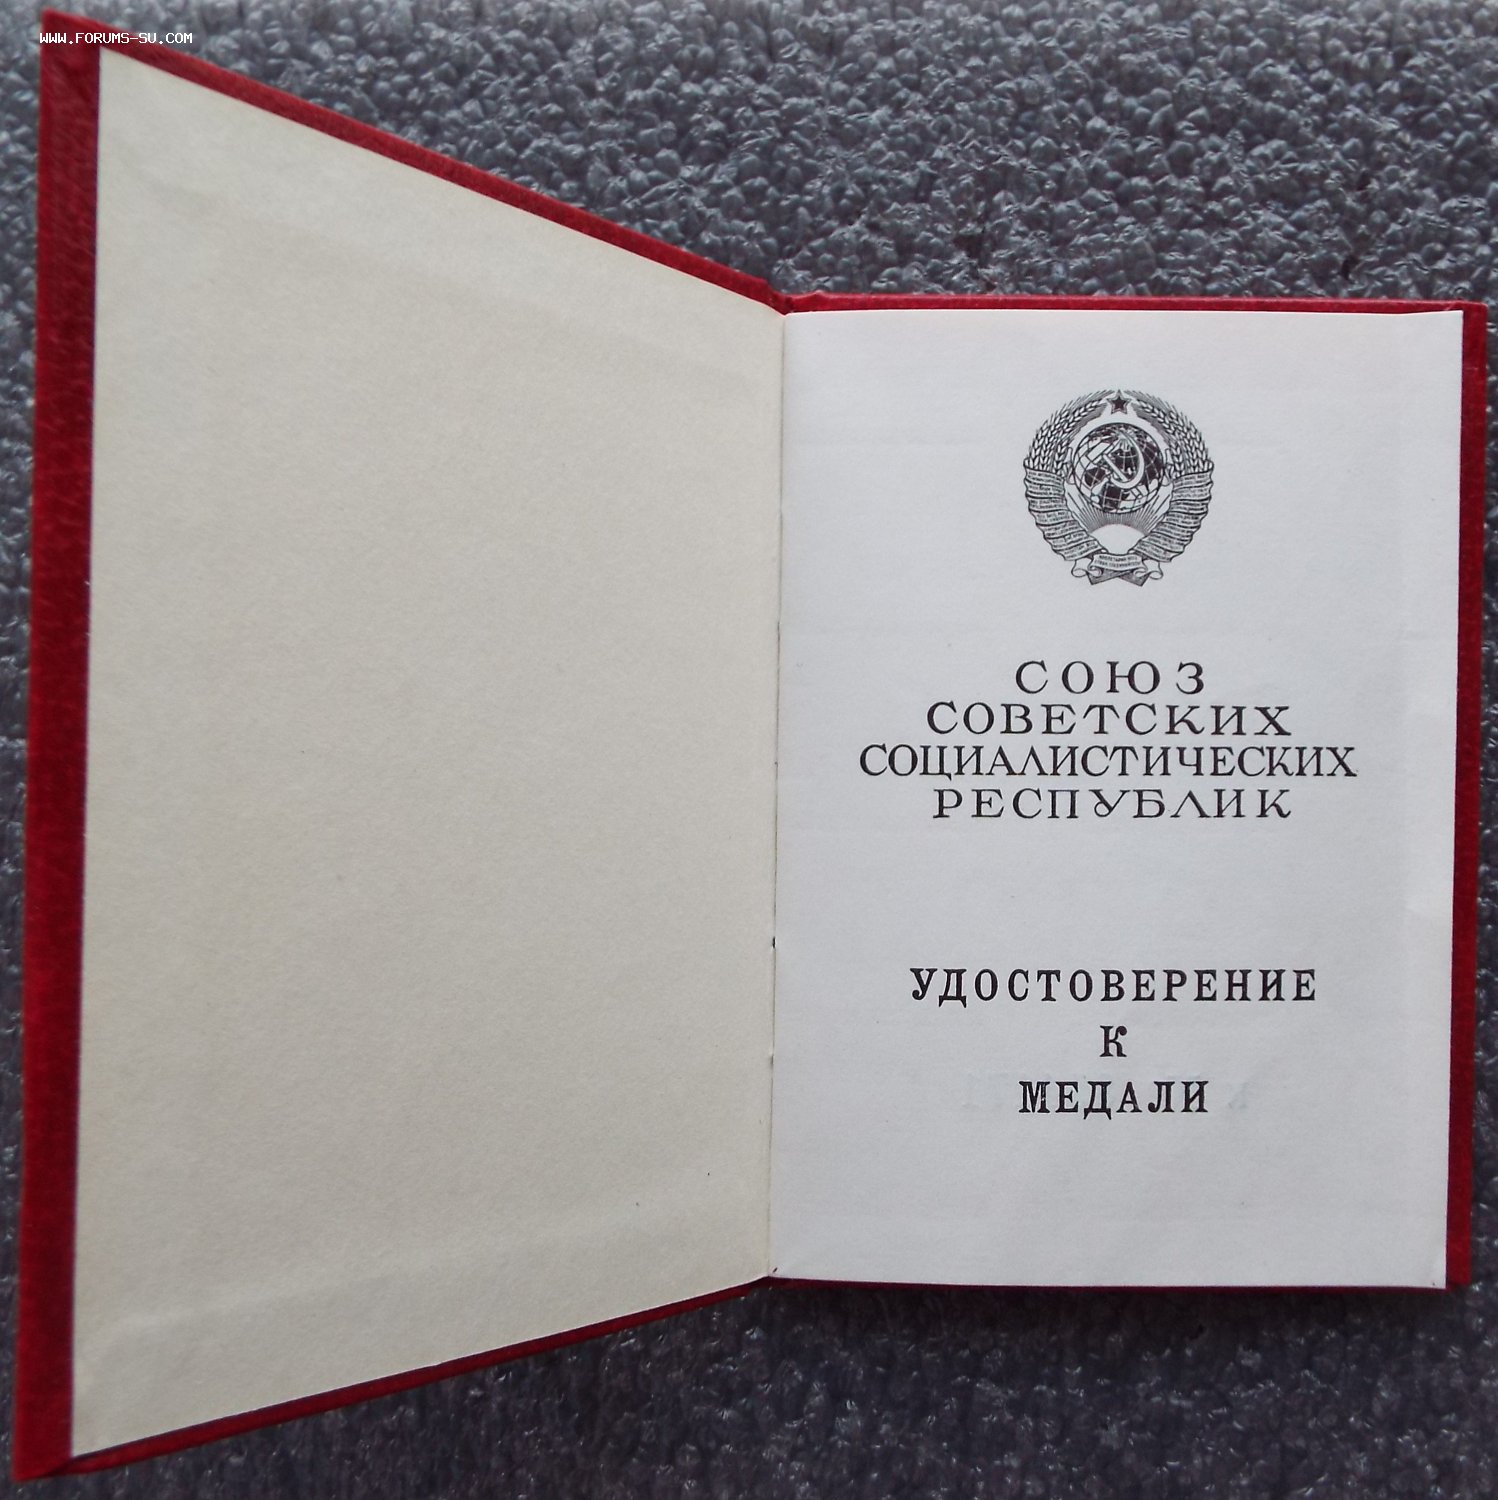 www.forums-su.com
СОЮЗ
СОВЕТСКИХ
СОЦИАЛИСТИЧЕСКИХ
РЕСПУБЛИК
УДОСТОВЕРЕНИЕ
К
МЕДАЛИ